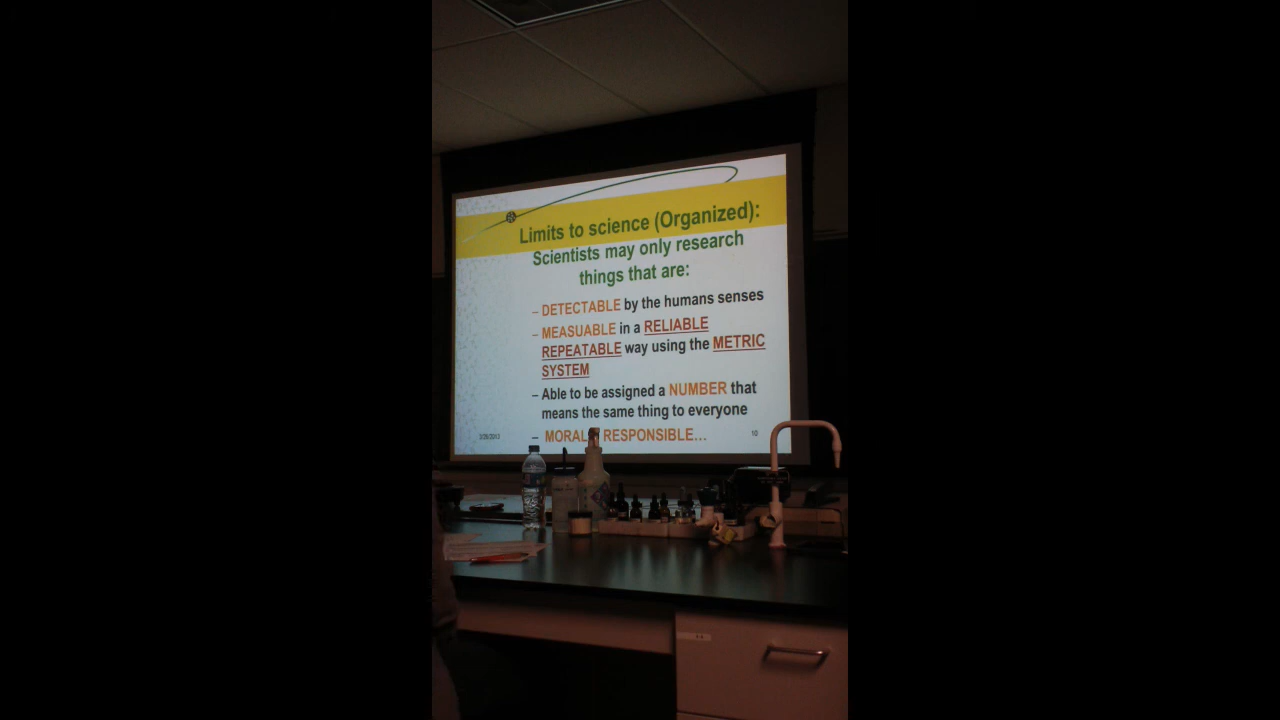 Limits to science (Organized):
Scientists may only research
things that are:
– DETECTABLE by the humans senses
– MEASUABLE in a RELIABLE
REPEATABLE way using the METRIC
SYSTEM
– Able to be assigned a NUMBER that
means the same thing to everyone
– MORAL RESPONSIBLE...
10